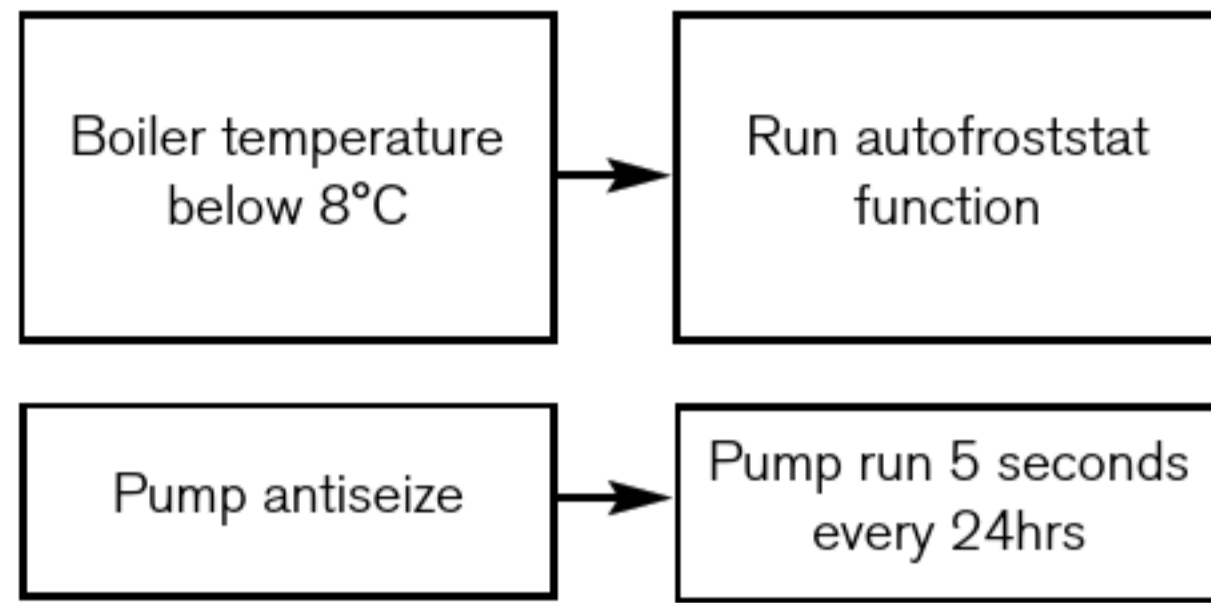 Boiler temperature
below 8°C
Run autofroststat
function
Pump antiseize
Pump run 5 seconds
every 24hrs